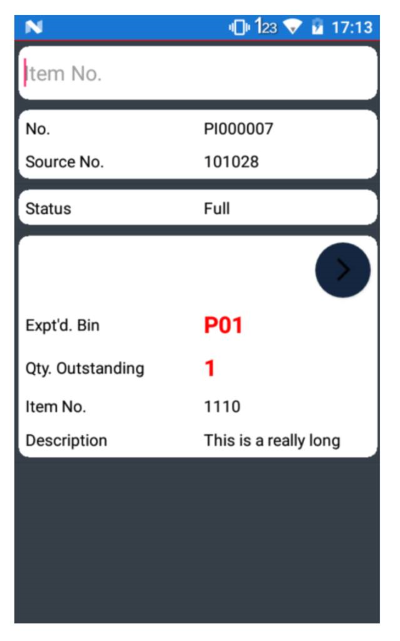 123 17:13
Item No.
No. PI000007
Source No. 101028
Status Full
Expt'd. Bin P01
Qty. Outstanding 1
Item No. 1110
Description This is a really long